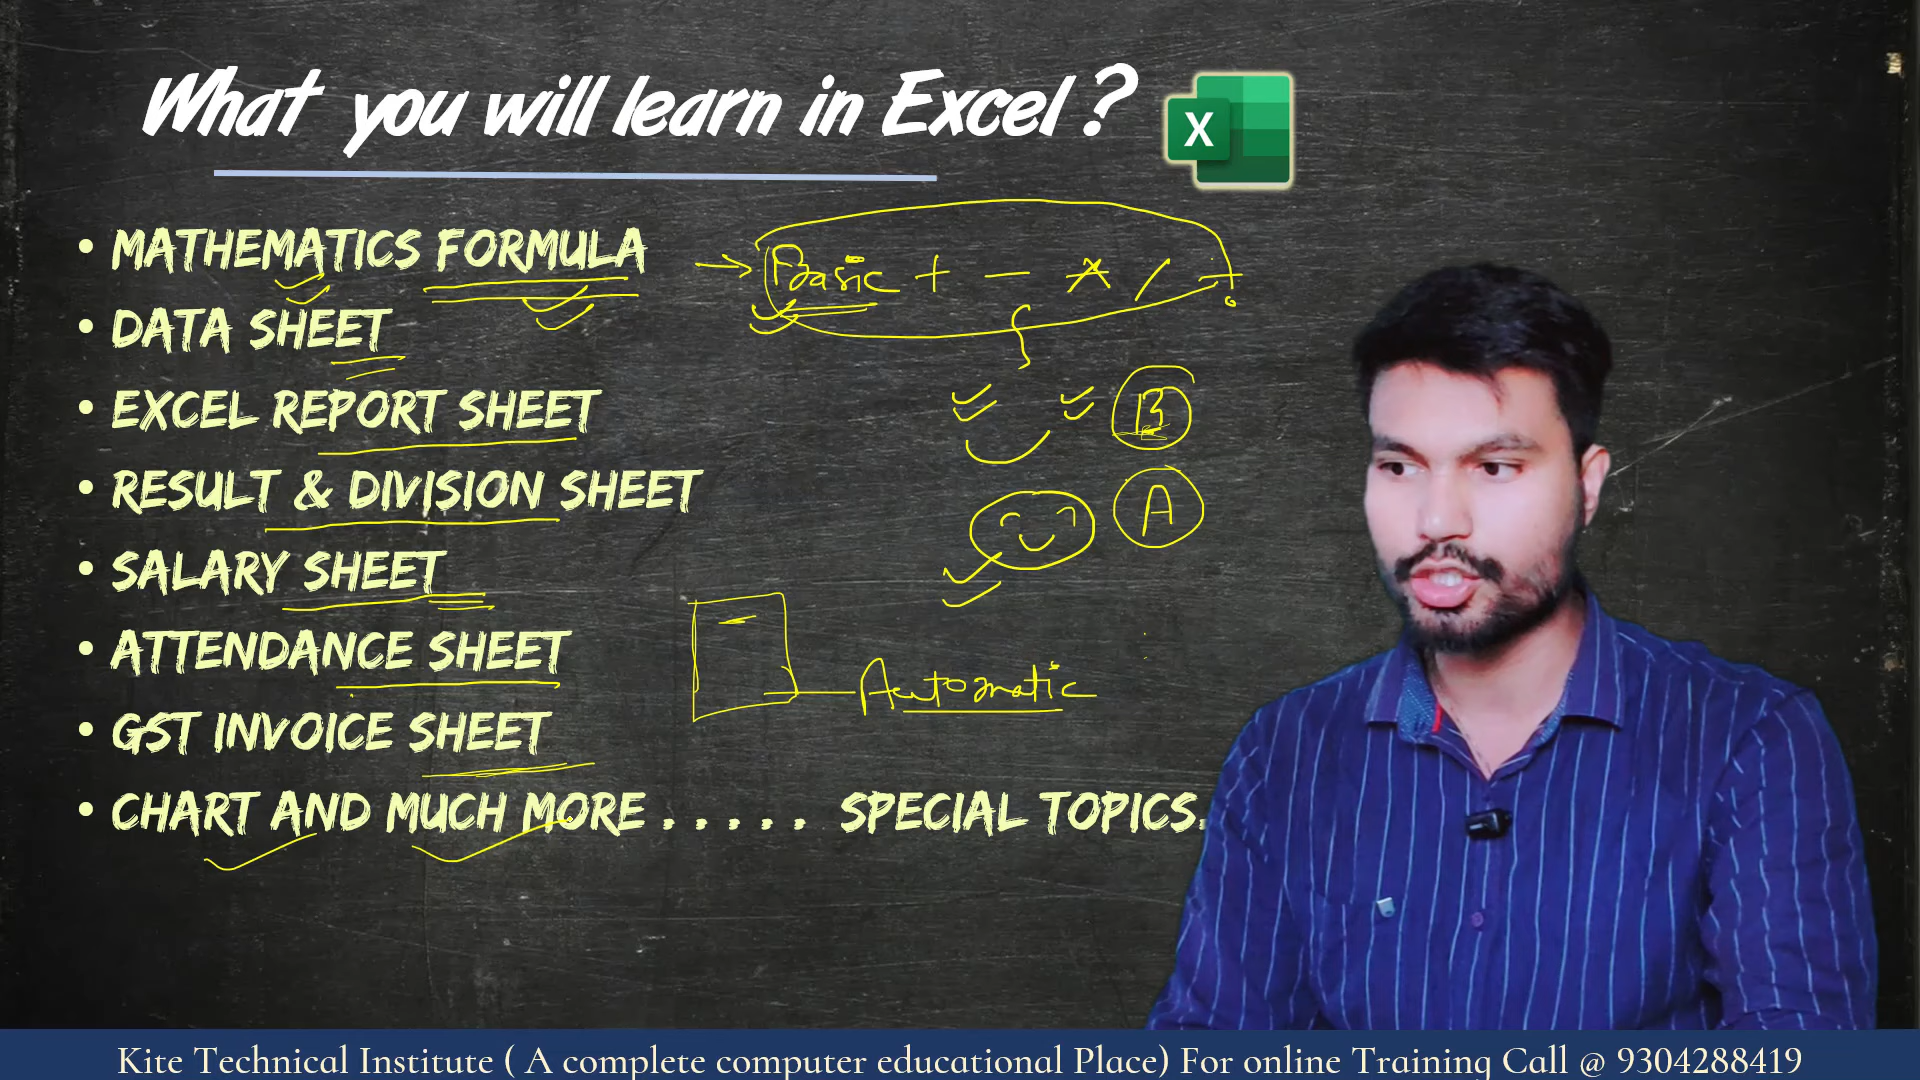 What you will learn in Excel ?
X
• MATHEMATICS FORMULA
→ Basic + - * / ÷
• DATA SHEET
• EXCEL REPORT SHEET
B
• RESULT & DIVISION SHEET
A
• SALARY SHEET
• ATTENDANCE SHEET
Automatic
• GST INVOICE SHEET
• CHART AND MUCH MORE ..... SPECIAL TOPICS.
Kite Technical Institute ( A complete computer educational Place) For online Training Call @ 9304288419